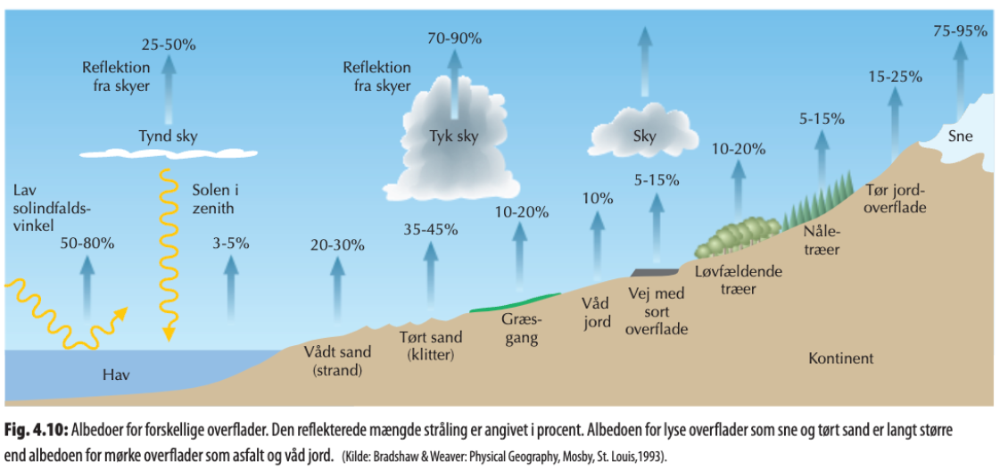 25-50%
Reflektion
fra skyer
Tynd sky
70-90%
Reflektion
fra skyer
Tyk sky
Sky
75-95%
Sne
15-25%
Tør jord-
overflade
5-15%
Nåle-
træer
10-20%
Løvfældende
træer
5-15%
Vej med
sort
overflade
10%
Våd
jord
10-20%
Græs-
gang
35-45%
Tørt sand
(klitter)
20-30%
Vådt sand
(strand)
Solen i
zenith
3-5%
Lav
solindfalds-
vinkel
50-80%
Hav
Kontinent
Fig. 4.10: Albedoer for forskellige overflader. Den reflekterede mængde stråling er angivet i procent. Albedoen for lyse overflader som sne og tørt sand er langt større
end albedoen for mørke overflader som asfalt og våd jord. (Kilde: Bradshaw & Weaver: Physical Geography, Mosby, St. Louis,1993).